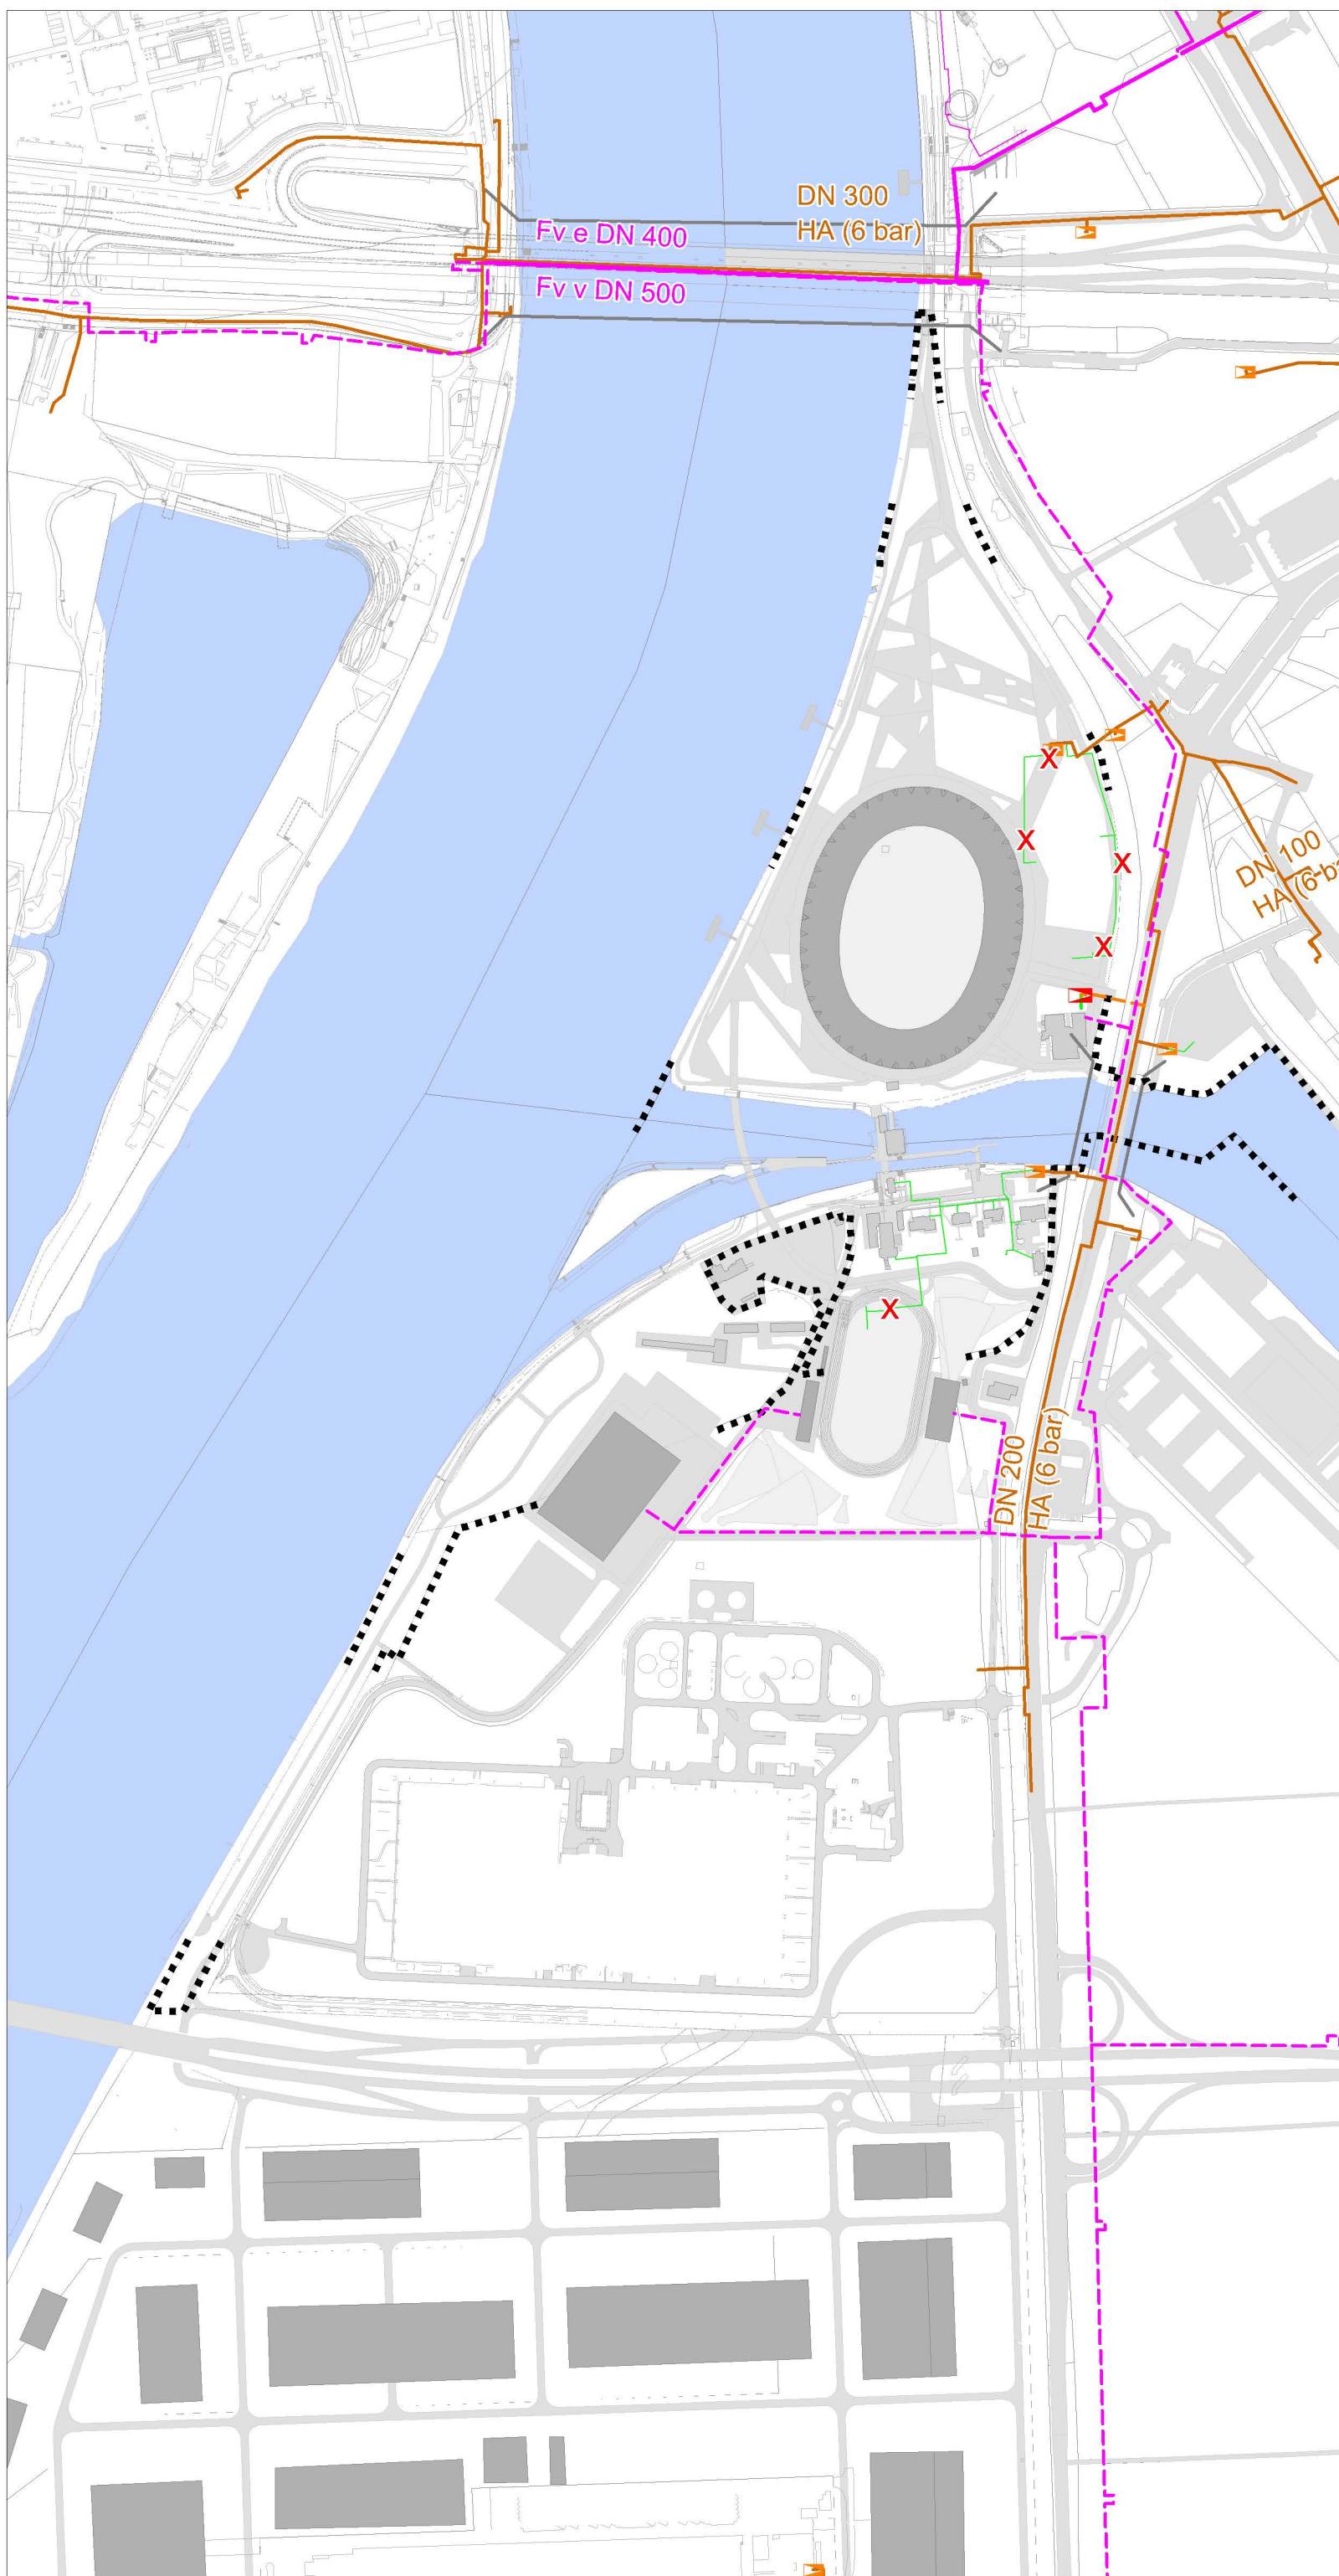 DN 300
HA (6 bar)
Fv e DN 400
Fv v DN 500
X
X
X
DN 100
X
DN 200
HA (6 bar)
X